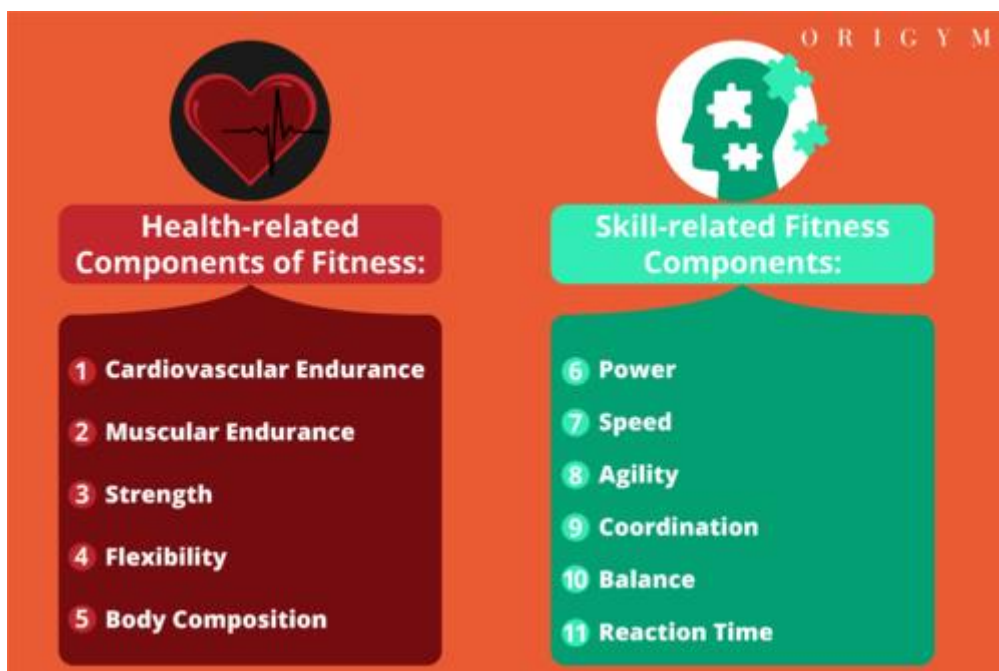 ORIGYM
Health-related
Components of Fitness:
1 Cardiovascular Endurance
2 Muscular Endurance
3 Strength
4 Flexibility
5 Body Composition
Skill-related Fitness
Components:
6 Power
7 Speed
8 Agility
9 Coordination
10 Balance
11 Reaction Time